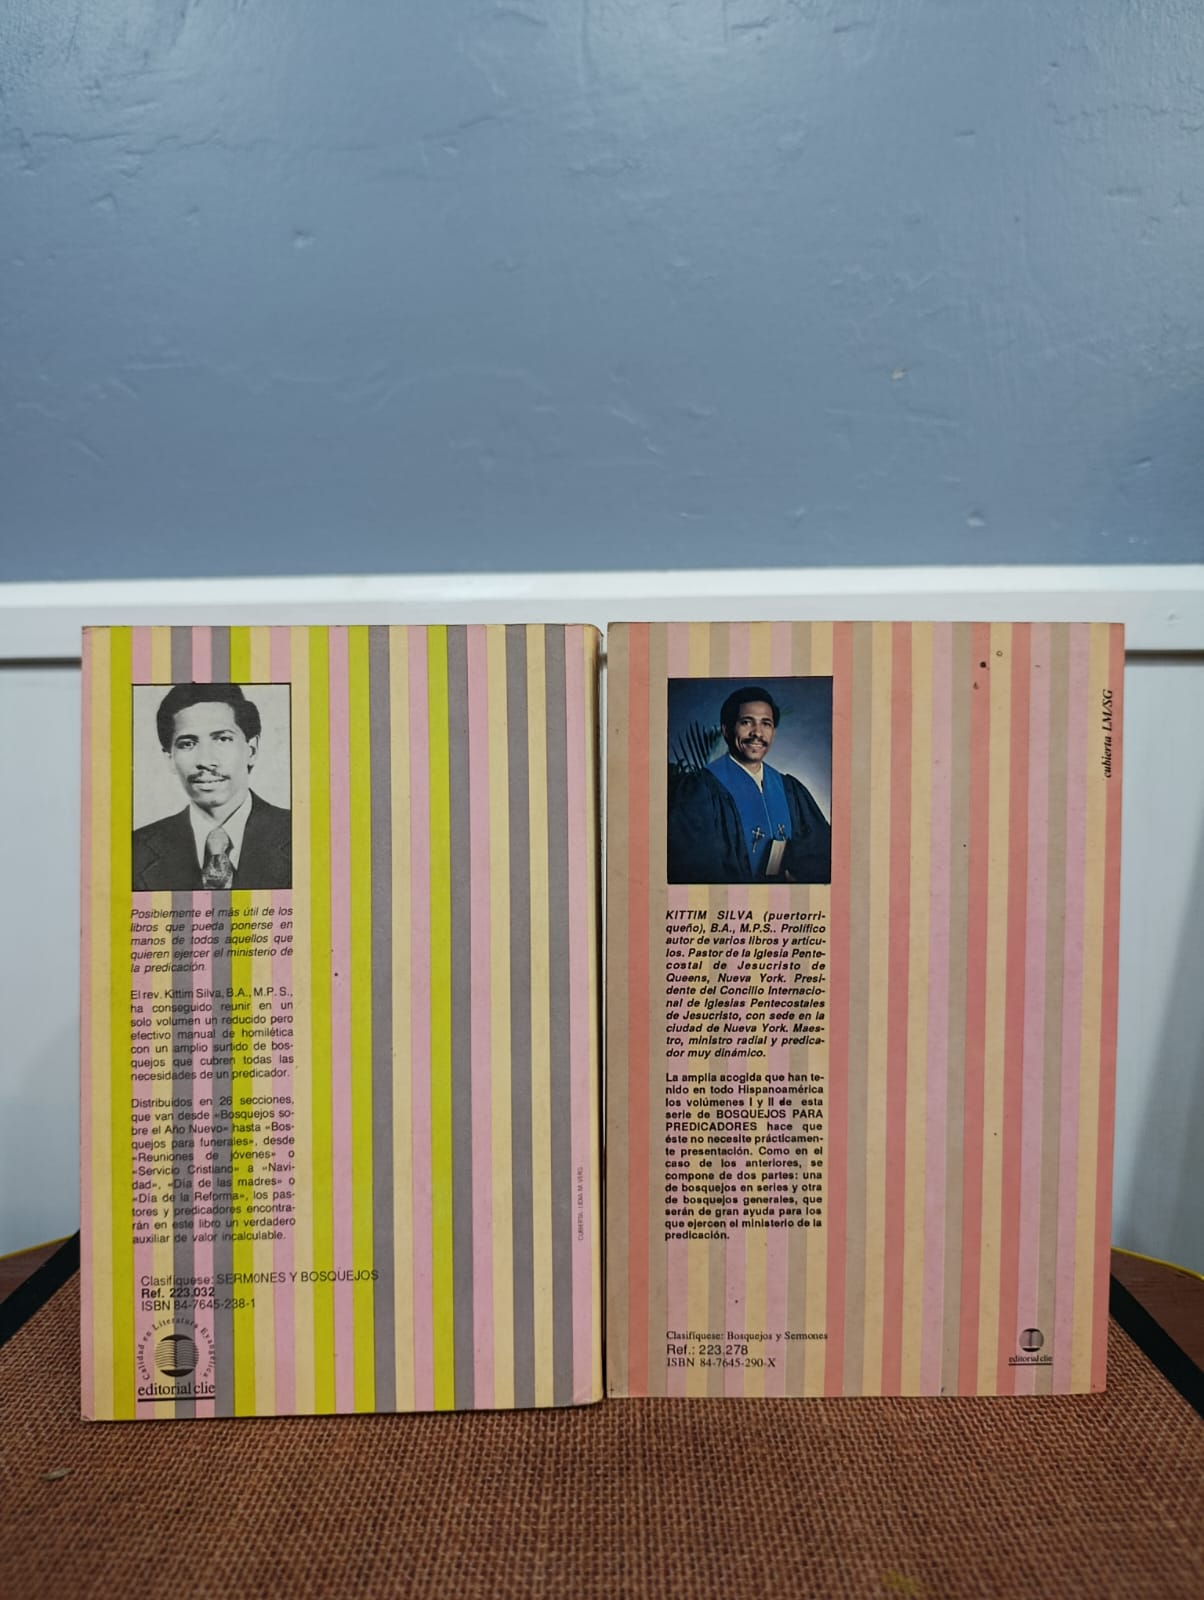 Posiblemente el más útil de los
libros que pueda ponerse en
manos de todos aquellos que
quieren ejercer el ministerio de
la predicación.
El rev. Kittim Silva, B.A., M.P.S.,
ha conseguido reunir en un
solo volumen un reducido pero
efectivo manual de homilética
con un amplio surtido de bos-
quejos que cubren todas las
necesidades de un predicador.
Distribuidos en 26 secciones,
que van desde «Bosquejos so-
bre el Año Nuevo» hasta «Bos-
quejos para funerales», desde
«Reuniones de jóvenes» o
«Servicio Cristiano» a «Navi-
dad», «Día de las madres» o
«Día de la Reforma», los pas-
tores y predicadores encontra-
rán en este libro un verdadero
auxiliar de valor incalculable.
Clasifíquese: SERMONES Y BOSQUEJOS
Ref. 223.032
ISBN 84-7645-238-1
Calidad en Literatura Evangélica
editorial clie
CUBIERTA: LIDIA M. VERG
KITTIM SILVA (puertorri-
queño), B.A., M.P.S.. Prolífico
autor de varios libros y artícu-
los. Pastor de la Iglesia Pente-
costal de Jesucristo de
Queens, Nueva York. Presi-
dente del Concilio Internacio-
nal de Iglesias Pentecostales
de Jesucristo, con sede en la
ciudad de Nueva York. Maes-
tro, ministro radial y predica-
dor muy dinámico.
La amplia acogida que han te-
nido en todo Hispanoamérica
los volúmenes I y II de esta
serie de BOSQUEJOS PARA
PREDICADORES hace que
éste no necesite prácticamen-
te presentación. Como en el
caso de los anteriores, se
compone de dos partes: una
de bosquejos en series y otra
de bosquejos generales, que
serán de gran ayuda para los
que ejercen el ministerio de la
predicación.
Clasifíquese: Bosquejos y Sermones
Ref.: 223.278
ISBN 84-7645-290-X
editorial clie
cubierta LM/SG